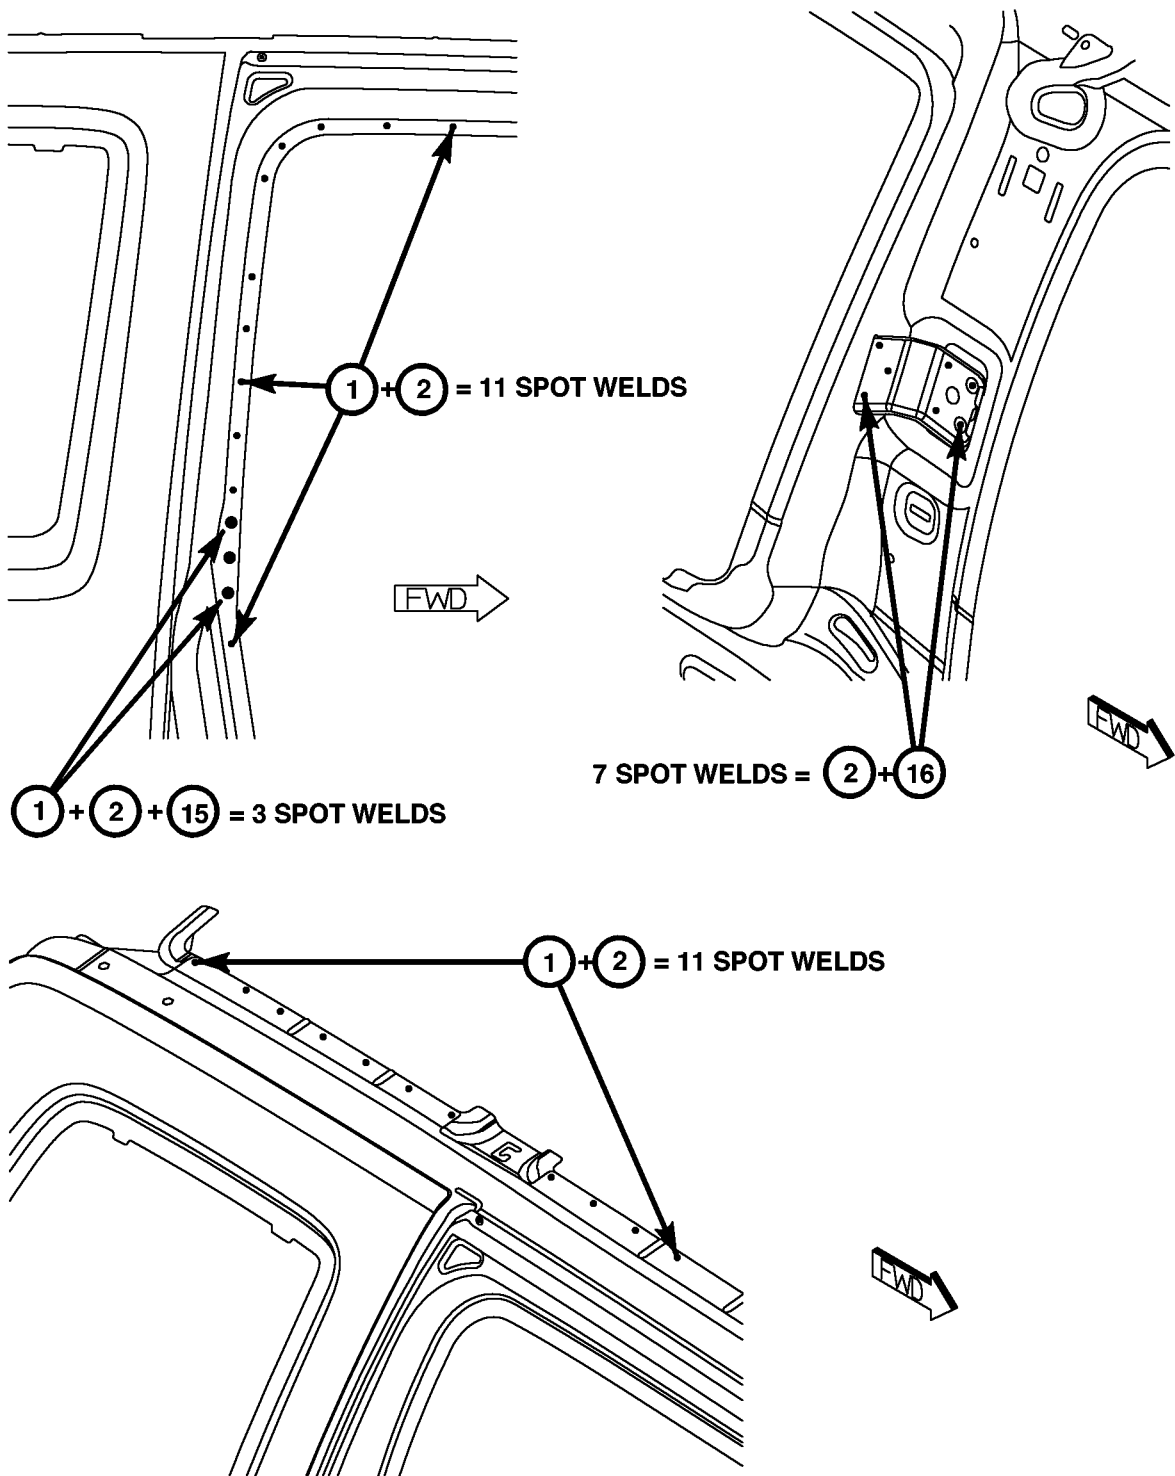 1 + 2 = 11 SPOT WELDS
FWD
7 SPOT WELDS = 2 + 16
FWD
1 + 2 + 15 = 3 SPOT WELDS
1 + 2 = 11 SPOT WELDS
FWD